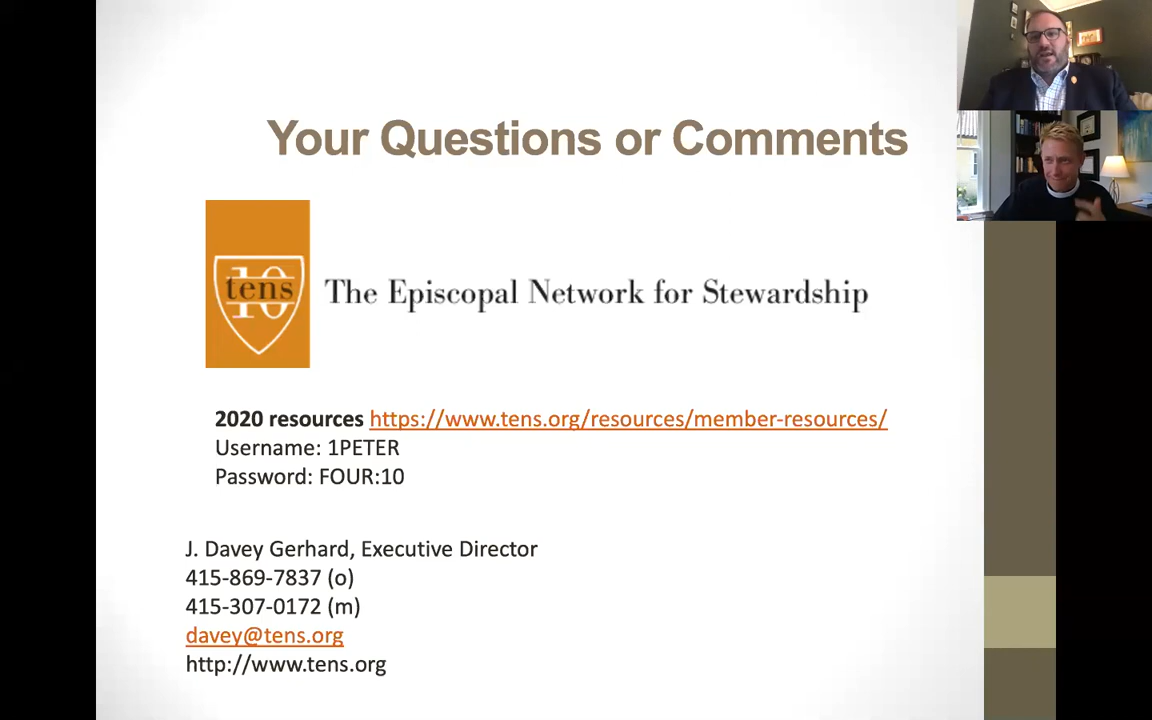 Your Questions or Comments
10
tens
The Episcopal Network for Stewardship
2020 resources https://www.tens.org/resources/member-resources/
Username: 1PETER
Password: FOUR:10
J. Davey Gerhard, Executive Director
415-869-7837 (o)
415-307-0172 (m)
davey@tens.org
http://www.tens.org